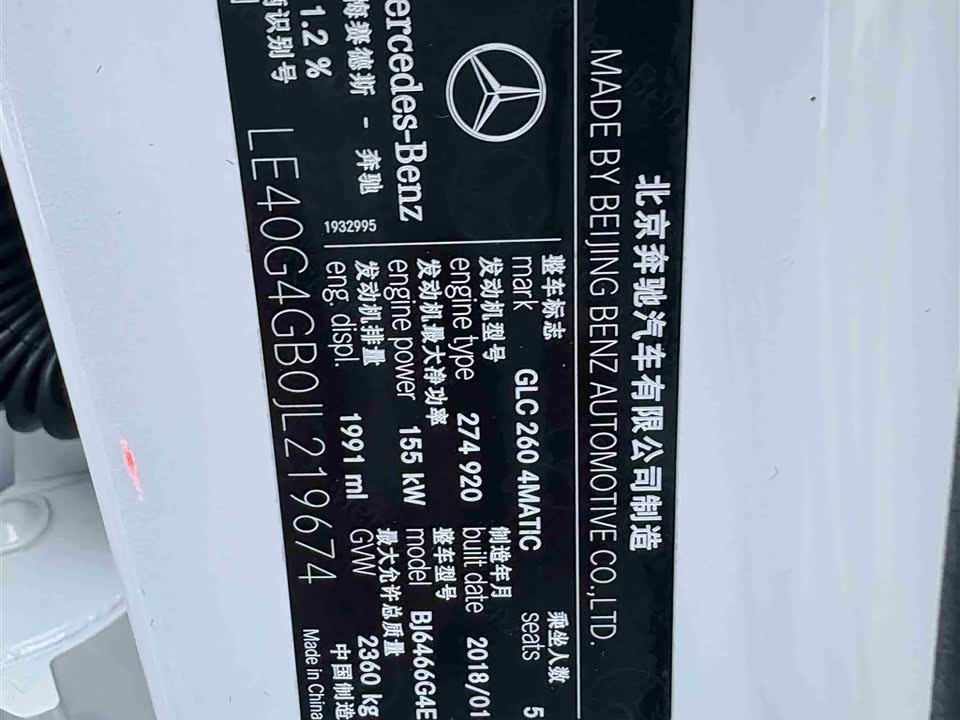 北京奔驰汽车有限公司制造
MADE BY BEIJING BENZ AUTOMOTIVE CO.,LTD.
整车标志 mark GLC 260 4MATIC 乘坐人数 seats 5
发动机型号 engine type 274 920 制造年月 built date 2018/01
发动机最大净功率 engine power 155 kW 整车型号 model BJ6466G4E
发动机排量 eng. displ. 1991 ml 最大允许总质量 GVW 2360 kg
ercedes-Benz
梅赛德斯 - 奔驰 1932995
1.2 %
识别号
LE40G4GB0JL219674
中国制造
Made in China